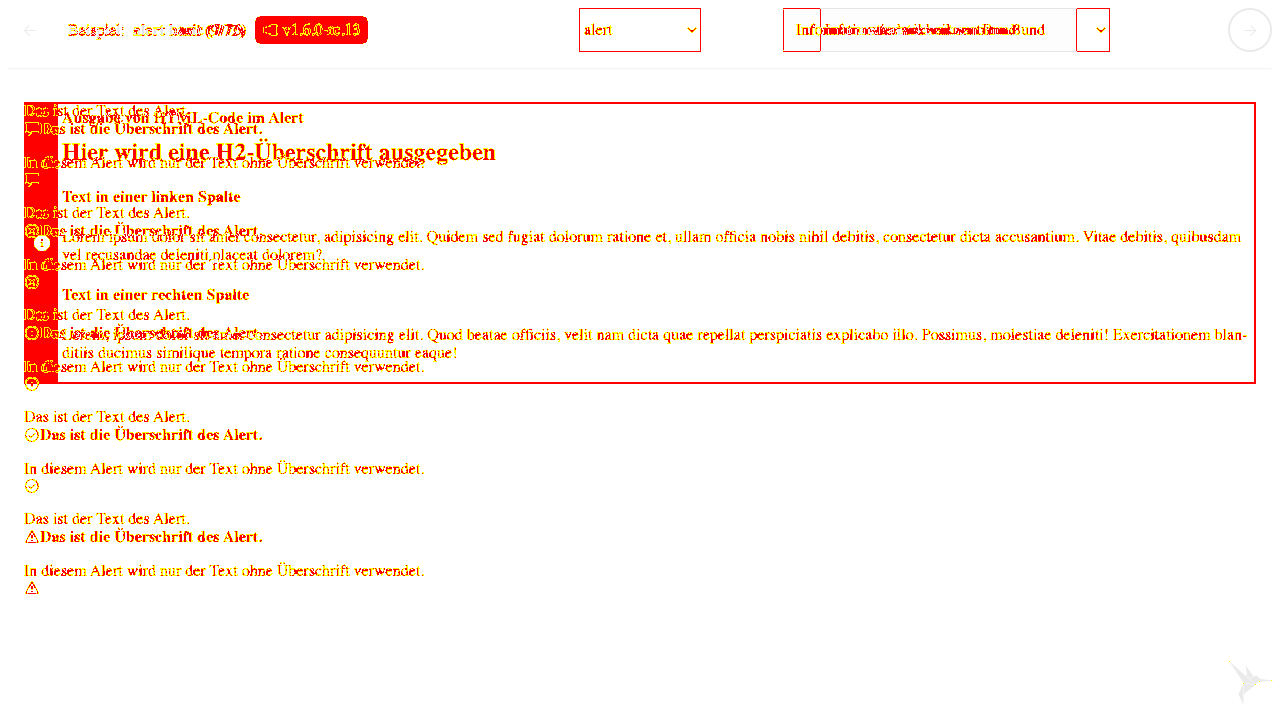 Beispiel: alert v1.6.0-rc.13
alert
Das ist der Text des Alert.
Ausgabe von HTML-Code im Alert
Das ist die Überschrift des Alert.
Hier wird eine H2-Überschrift ausgegeben
In diesem Alert wird nur der Text ohne Überschrift verwendet.
Text in einer linken Spalte
Das ist der Text des Alert.
Das ist die Überschrift des Alert.
Lorem ipsum dolor sit amet consectetur, adipisicing elit. Quidem sed fugiat dolorum ratione et, ullam officia nobis nihil debitis, consectetur dicta accusantium. Vitae debitis, quibusdam
vel recusandae deleniti placeat dolorem?
In diesem Alert wird nur der Text ohne Überschrift verwendet.
Text in einer rechten Spalte
Das ist der Text des Alert.
Das ist die Überschrift des Alert.
Lorem, ipsum dolor sit amet consectetur adipisicing elit. Quod beatae officiis, velit nam dicta quae repellat perspiciatis explicabo illo. Possimus, molestiae deleniti! Exercitationem blan-
ditiis ducimus similique tempora ratione consequuntur eaque!
In diesem Alert wird nur der Text ohne Überschrift verwendet.
Das ist der Text des Alert.
Das ist die Überschrift des Alert.
In diesem Alert wird nur der Text ohne Überschrift verwendet.
Das ist der Text des Alert.
Das ist die Überschrift des Alert.
In diesem Alert wird nur der Text ohne Überschrift verwendet.